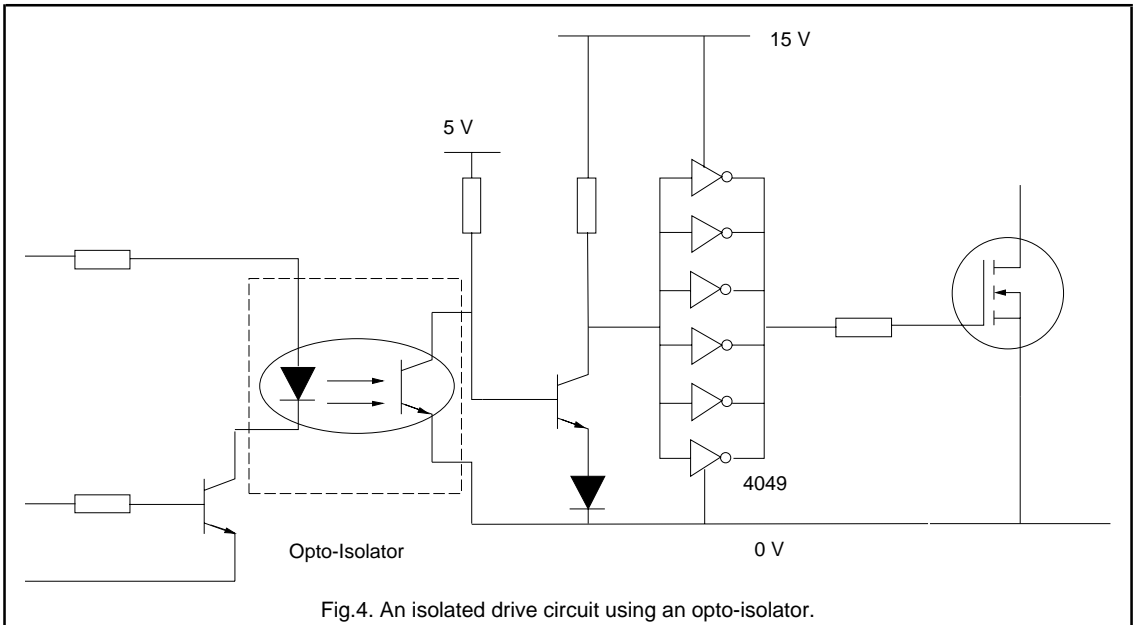 15 V
5 V
4049
Opto-Isolator
0 V
Fig.4. An isolated drive circuit using an opto-isolator.